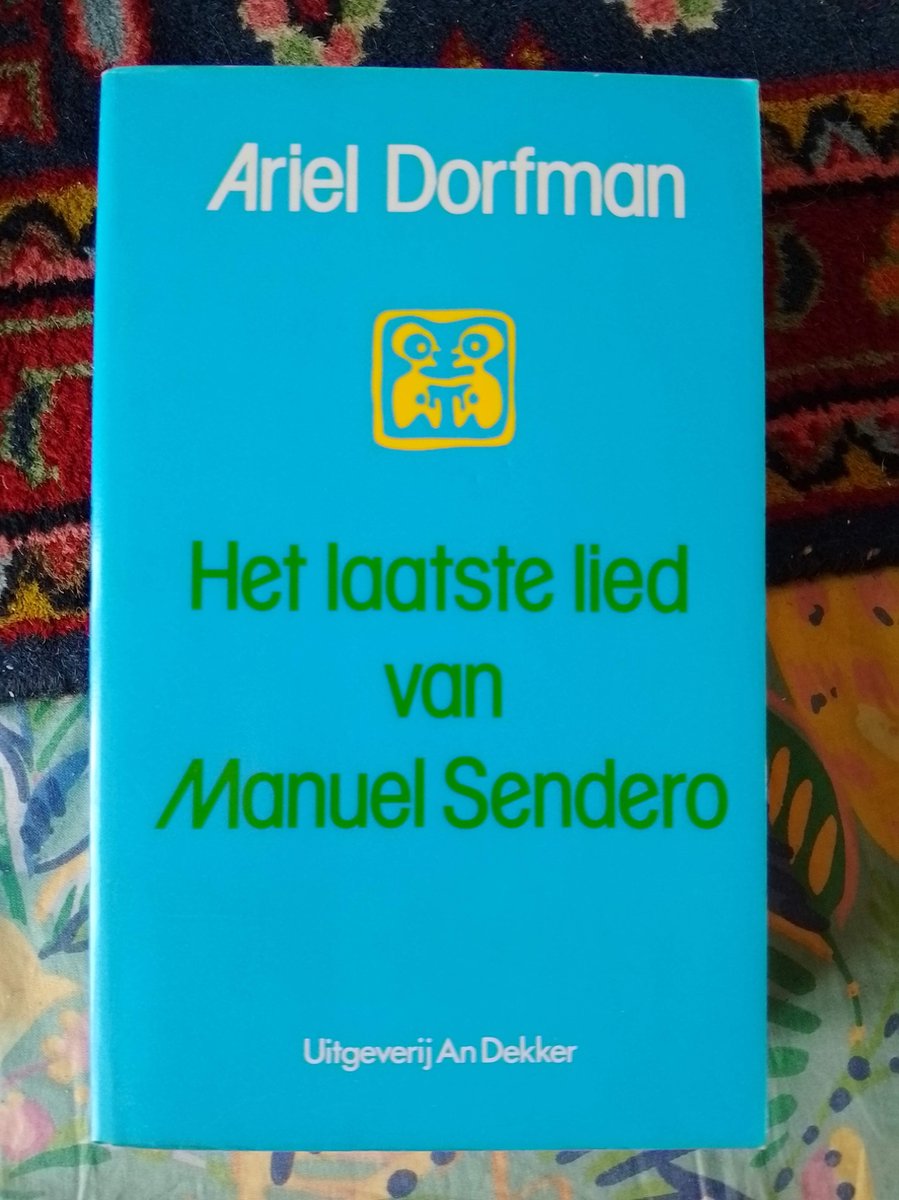 Ariel Dorfman
Het laatste lied
van
Manuel Sendero
Uitgeverij An Dekker